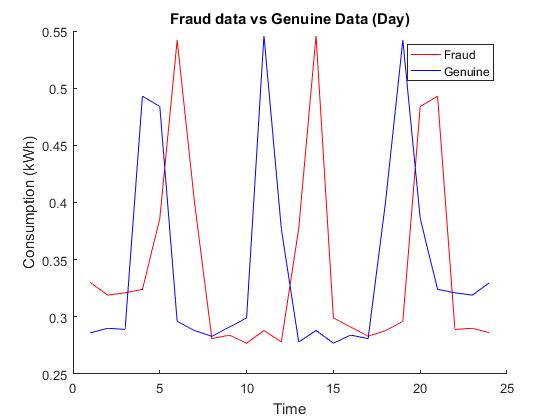 Fraud data vs Genuine Data (Day)
0.55
Fraud
Genuine
0.5
0.45
0.4
0.35
0.3
0.25
Consumption (kWh)
0 5 10 15 20 25
Time